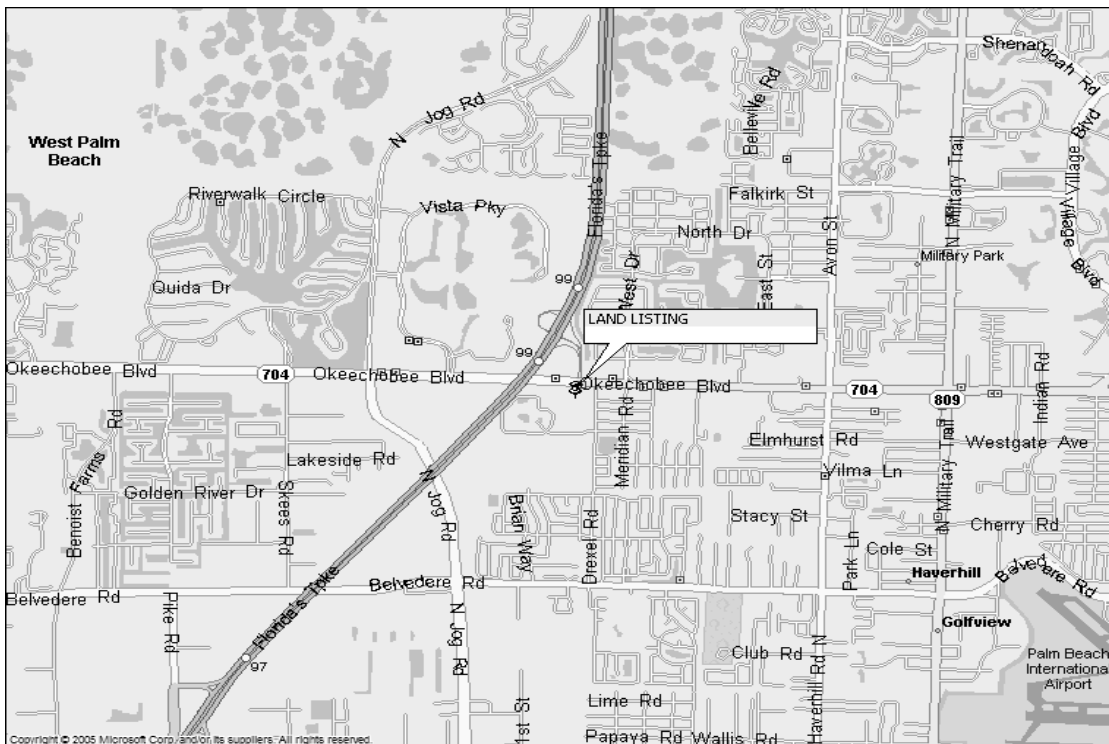 Shenandoah Rd
N Jog Rd
Bellevile Rd
West Palm
Beach
Riverwalk Circle
Vista Pky
Florida's Tpke
Falkirk St
North Dr
Avon St
N Military Trail
Village Blvd
Village
Blvd
Military Park
Quida Dr
99
West Dr
East St
LAND LISTING
99
Okeechobee Blvd
704
Okeechobee Blvd
Okeechobee Blvd
704
809
Indian Rd
Benoist Farms Rd
Meridian Rd
Elmhurst Rd
Westgate Ave
Lakeside Rd
Vilma Ln
N Jog Rd
Golden River Dr
Skees Rd
Brian Way
Drexel Rd
Stacy St
N Military Trail
Cherry Rd
Park Ln
Cole St
Haverhill
Belvedere Rd
Belvedere Rd
Belvedere Rd
Pike Rd
Florida's Tpke
N Jog Rd
Golfview
97
Club Rd
Haverhill Rd N
Palm Beach
International
Airport
1st St
Lime Rd
Papaya Rd
Wallis Rd
Copyright © 2005 Microsoft Corp. and/or its suppliers. All rights reserved.